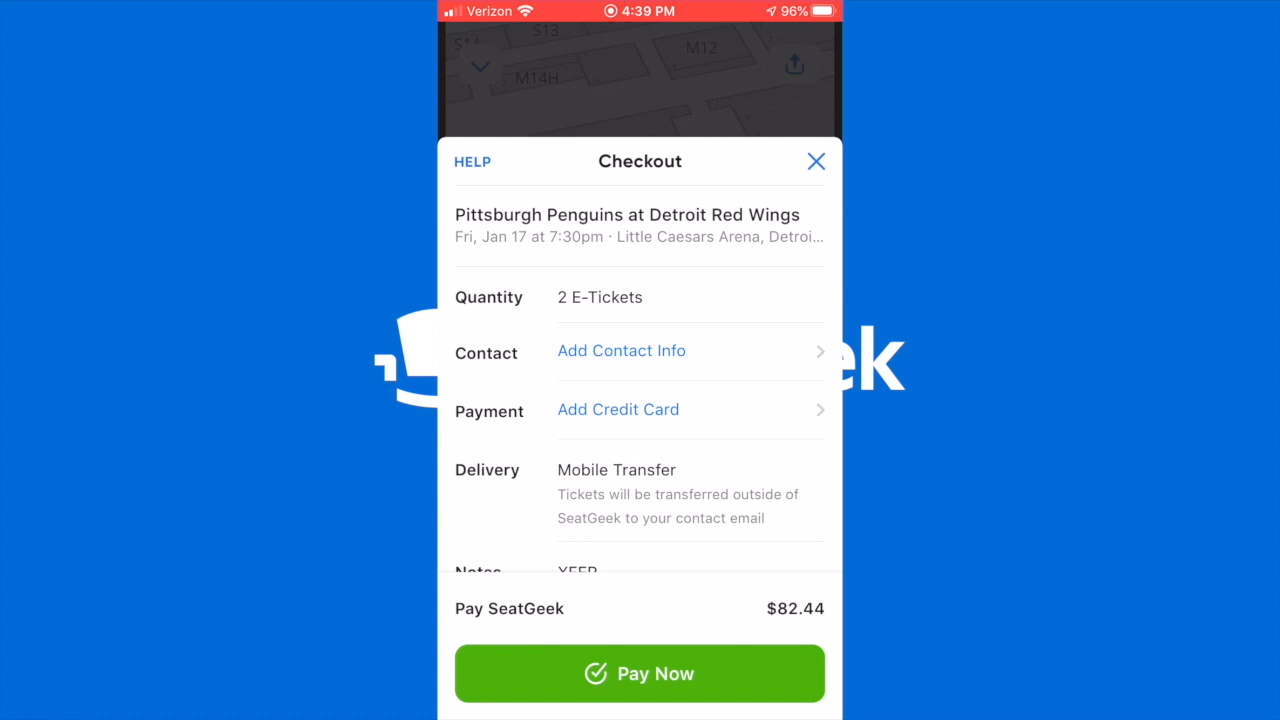 Verizon 4:39 PM 96%
S14 S13 M12
M14H
HELP Checkout
Pittsburgh Penguins at Detroit Red Wings
Fri, Jan 17 at 7:30pm · Little Caesars Arena, Detroi...
Quantity 2 E-Tickets
Contact Add Contact Info
ek
Payment Add Credit Card
Delivery Mobile Transfer
Tickets will be transferred outside of
SeatGeek to your contact email
Notes XFER
Pay SeatGeek $82.44
Pay Now